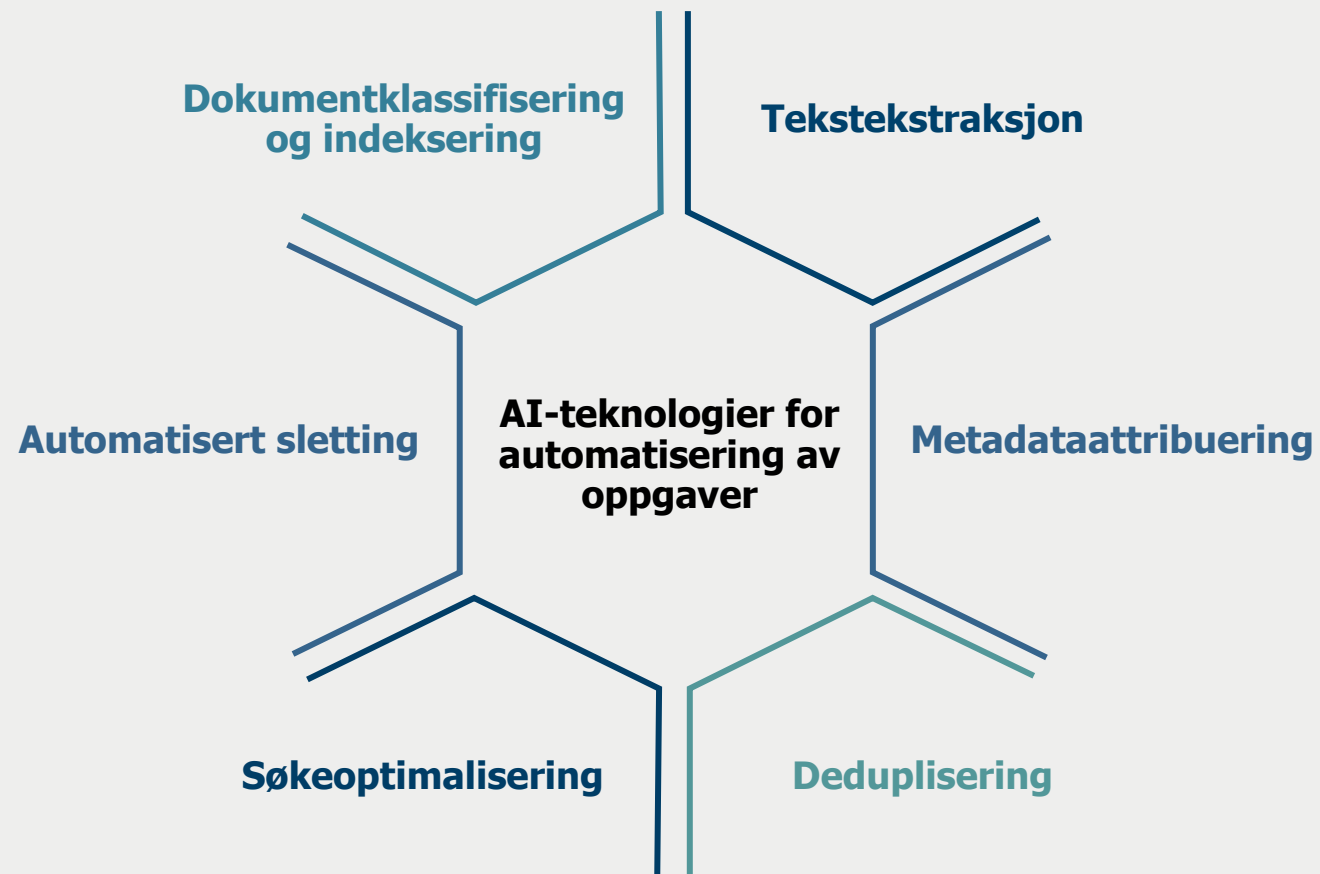 Dokumentklassifisering
og indeksering
Tekstekstraksjon
Automatisert sletting
AI-teknologier for
automatisering av
oppgaver
Metadataattribuering
Søkeoptimalisering
Deduplisering